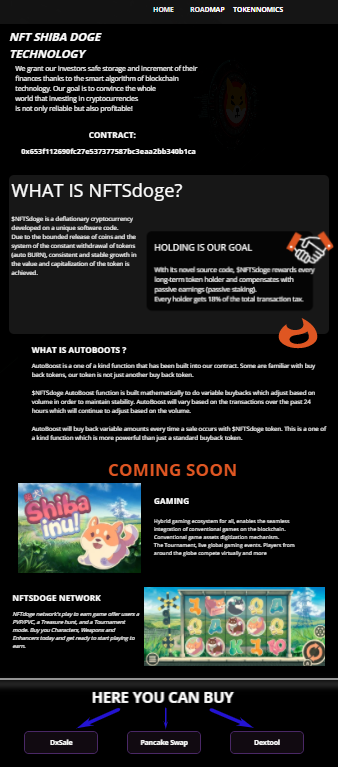 HOME ROADMAP TOKENNOMICS
NFT SHIBA DOGE
TECHNOLOGY
We grant our investors safe storage and increment of their
finances thanks to the smart algorithm of blockchain
technology. Our goal is to convince the whole
world that investing in cryptocurrencies
is not only reliable but also profitable!
CONTRACT:
0x653f112690fc27e537377587bc3eaa2bb340b1ca
WHAT IS NFTSdoge?
$NFTSdoge is a deflationary cryptocurrency
developed on a unique software code.
Due to the bounded release of coins and the
system of the constant withdrawal of tokens
(auto BURN), consistent and stable growth in
the value and capitalization of the token is
achieved.
HOLDING IS OUR GOAL
With its novel source code, $NFTSdoge rewards every
long-term token holder and compensates with
passive earnings (passive staking).
Every holder gets 18% of the total transaction tax.
WHAT IS AUTOBOOTS ?
AutoBoost is a one of a kind function that has been built into our contract. Some are familiar with buy
back tokens, our token is not just another buy back token.
$NFTSdoge AutoBoost function is built mathematically to do variable buybacks which adjust based on
volume in order to maintain stability. AutoBoost will vary based on the transactions over the past 24
hours which will continue to adjust based on the volume.
AutoBoost will buy back variable amounts every time a sale occurs with $NFTSdoge token. This is a one of
a kind function which is more powerful than just a standard buyback token.
COMING SOON
Shiba
inu!
GAMING
Hybrid gaming ecosystem for all, enables the seamless
integration of conventional games on the blockchain.
Conventional game assets digitization mechanism.
The Tournament, live global gaming events. Players from
around the globe compete virtually and more
NFTSDOGE NETWORK
NFTdoge network's play to earn game offer users a
PVP/PVC, a Treasure hunt, and a Tournament
mode. Buy you Characters, Weapons and
Enhancers today and get ready to start playing to
earn.
HERE YOU CAN BUY
DxSale Pancake Swap Dextool